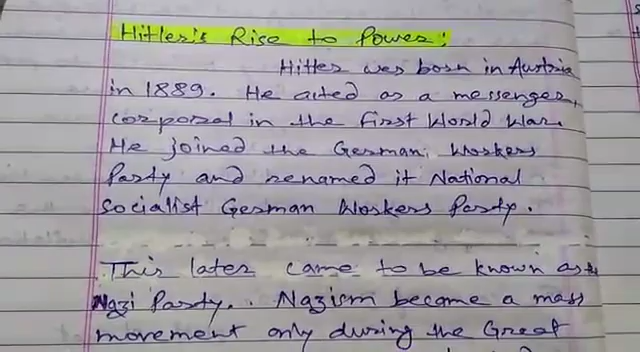 Hitler's Rise to Power:
Hitler was born in Austria
in 1889. He acted as a messenger,
corporal in the First World War.
He joined the German Workers
Party and renamed it National
Socialist German Workers Party.
This later came to be known as
Nazi Party. Nazism became a mass
movement only during the Great